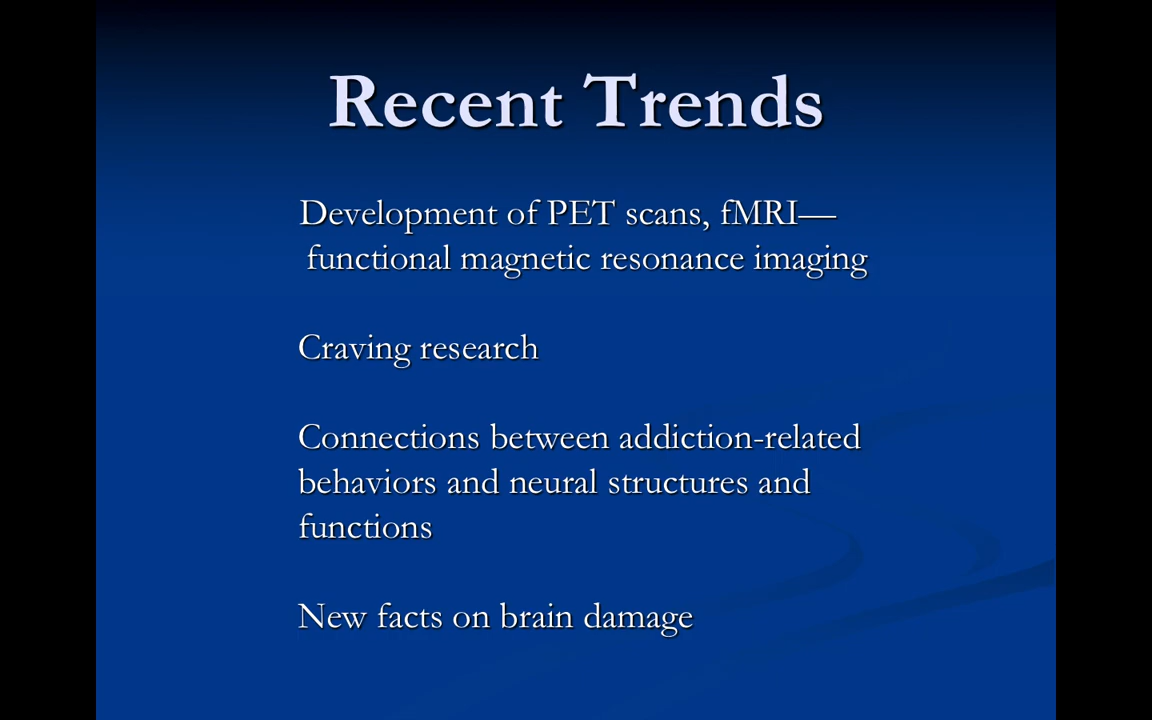 Recent Trends
Development of PET scans, fMRI—
functional magnetic resonance imaging
Craving research
Connections between addiction-related
behaviors and neural structures and
functions
New facts on brain damage